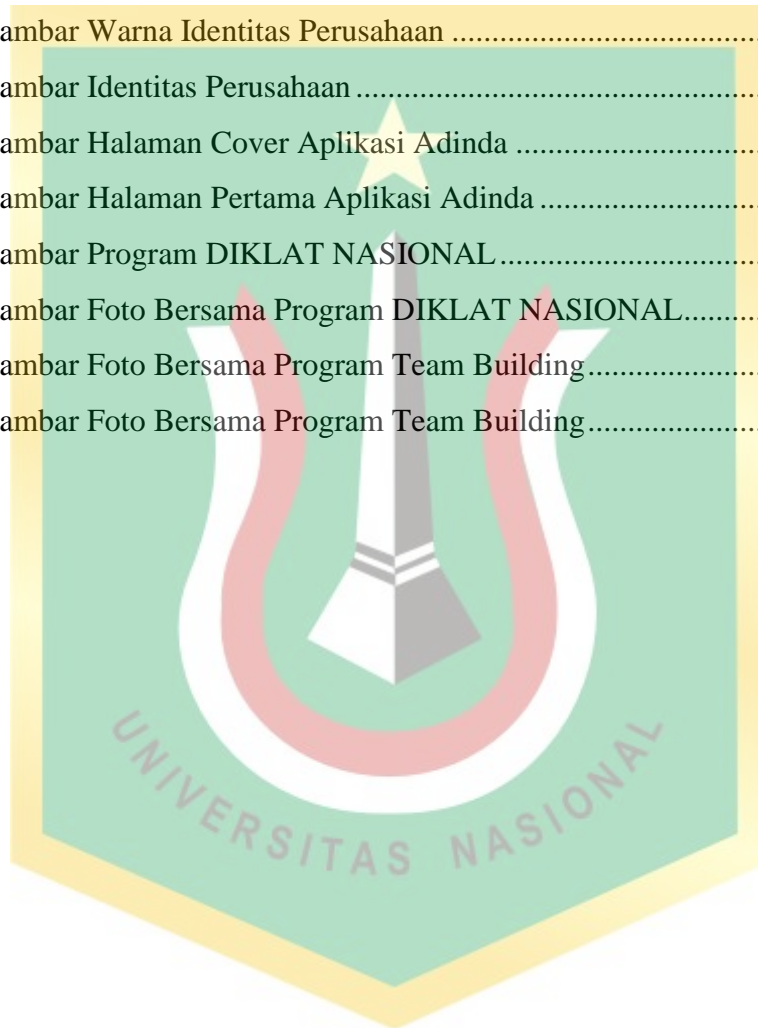 ambar Warna Identitas Perusahaan ......................................
ambar Identitas Perusahaan ..................................................
ambar Halaman Cover Aplikasi Adinda ..............................
ambar Halaman Pertama Aplikasi Adinda ...........................
ambar Program DIKLAT NASIONAL ................................
ambar Foto Bersama Program DIKLAT NASIONAL .........
ambar Foto Bersama Program Team Building .....................
ambar Foto Bersama Program Team Building .....................
UNIVERSITAS NASIONAL